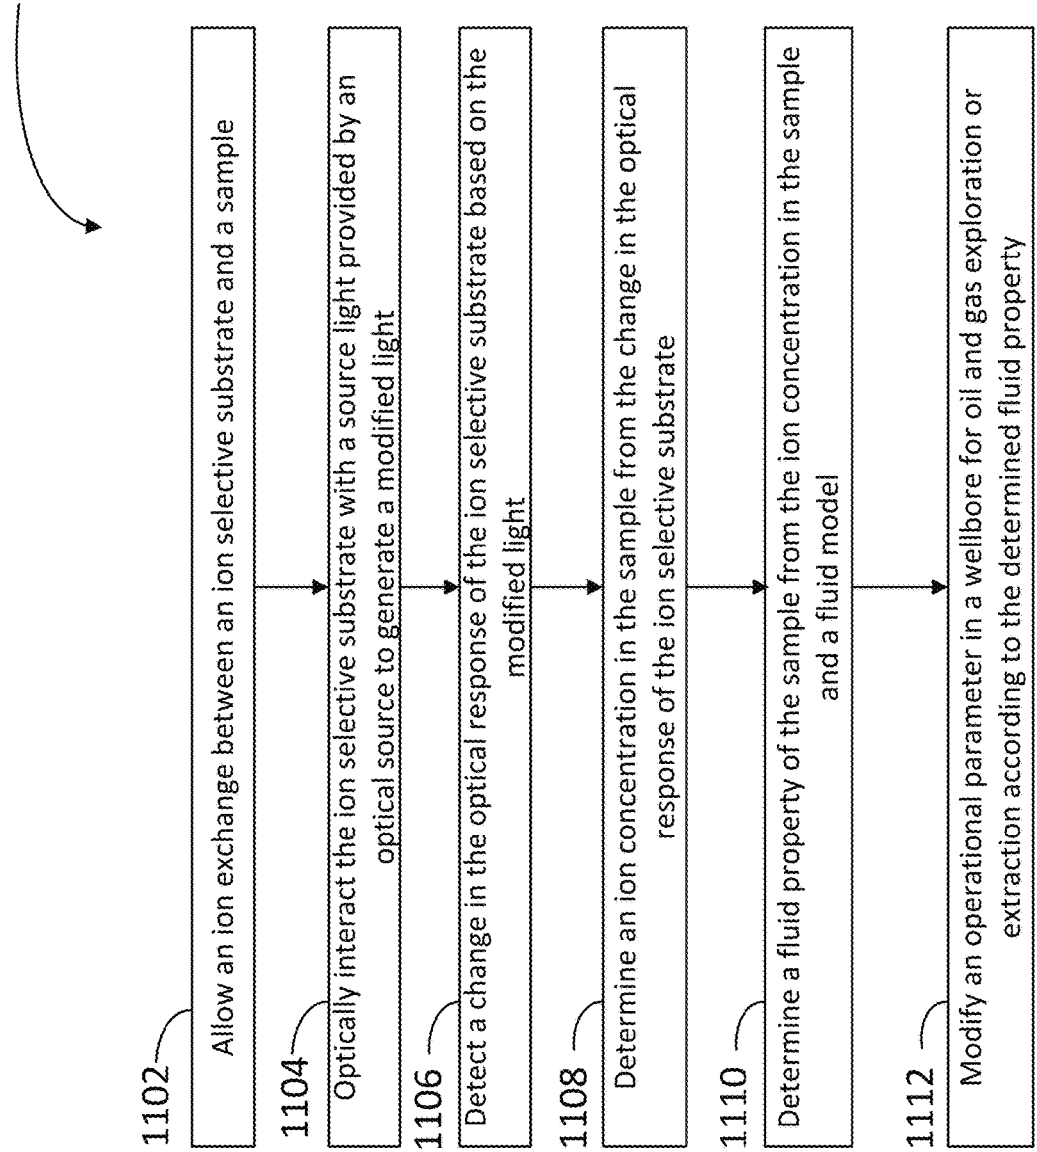 1102
Allow an ion exchange between an ion selective substrate and a sample
1104
Optically interact the ion selective substrate with a source light provided by an
optical source to generate a modified light
1106
Detect a change in the optical response of the ion selective substrate based on the
modified light
1108
Determine an ion concentration in the sample from the change in the optical
response of the ion selective substrate
1110
Determine a fluid property of the sample from the ion concentration in the sample
and a fluid model
1112
Modify an operational parameter in a wellbore for oil and gas exploration or
extraction according to the determined fluid property